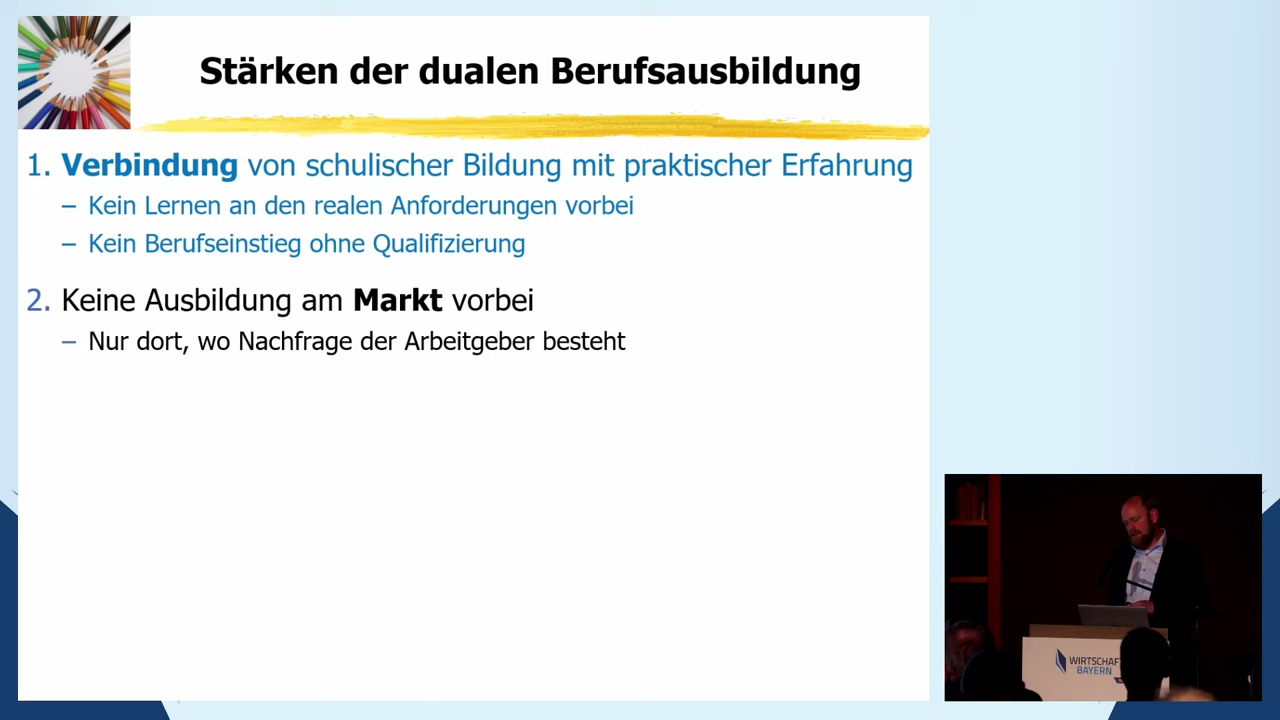 Stärken der dualen Berufsausbildung
1. Verbindung von schulischer Bildung mit praktischer Erfahrung
– Kein Lernen an den realen Anforderungen vorbei
– Kein Berufseinstieg ohne Qualifizierung
2. Keine Ausbildung am Markt vorbei
– Nur dort, wo Nachfrage der Arbeitgeber besteht
BAYERN